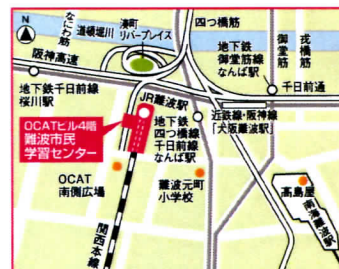 なにわ筋
道頓堀川
湊町
リバープレイス
四つ橋筋
地下鉄
御堂筋線
なんば駅
御堂筋
戎橋筋
N
阪神高速
地下鉄千日前線
桜川駅
JR難波駅
千日前通
OCATビル4階
難波市民
学習センター
地下鉄
四つ橋線
千日前線
なんば駅
近鉄線・阪神線
「大阪難波駅」
OCAT
南側広場
難波元町
小学校
高島屋
南海難波駅
関西本線